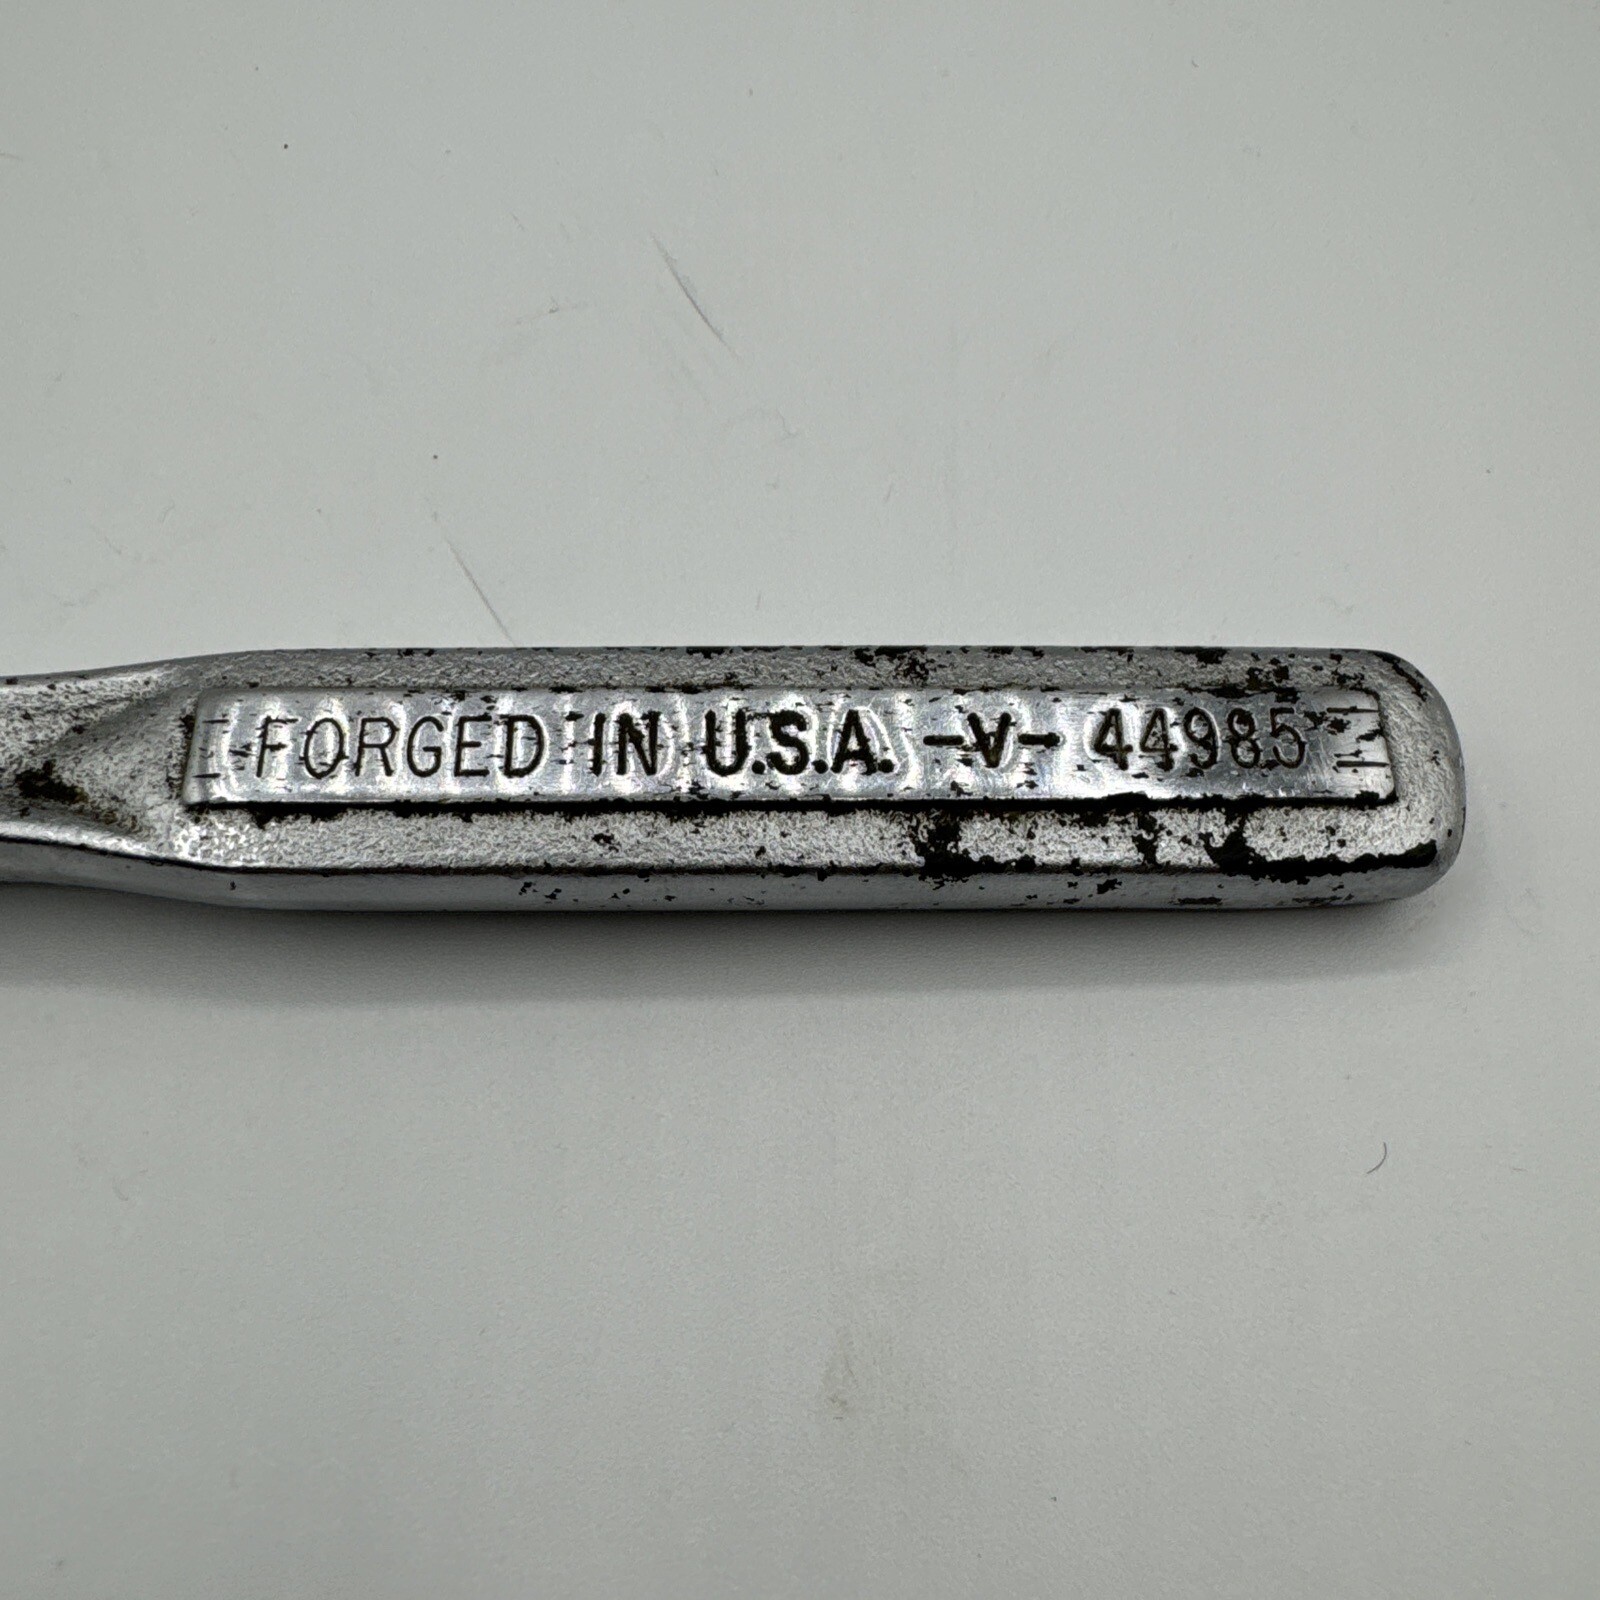 FORGED IN U.S.A. -V- 44985